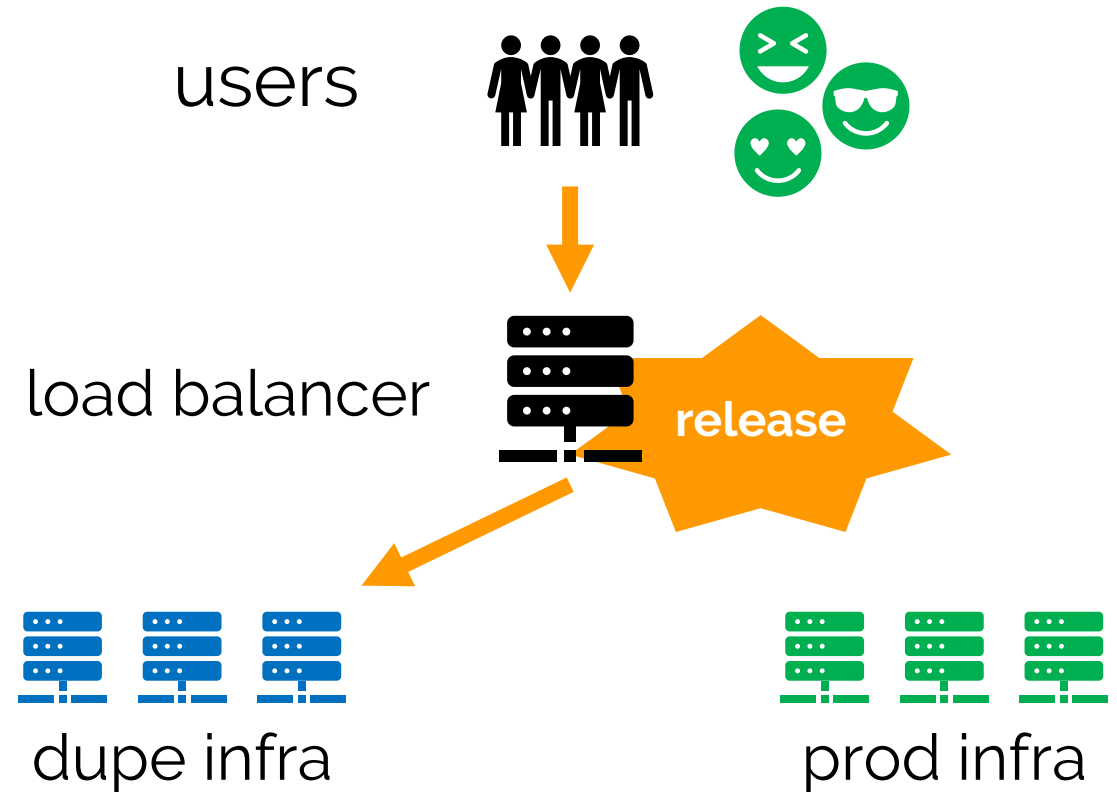 users
load balancer
release
dupe infra
prod infra